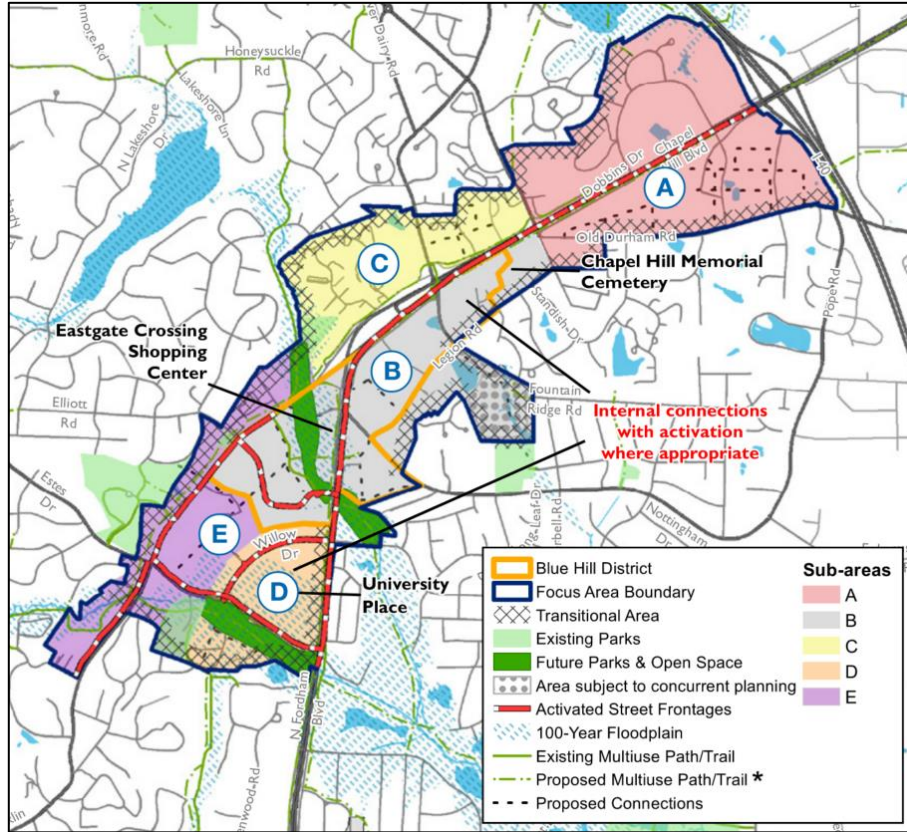 Honeysuckle
Rd
Lakeshore Ln
N Lakeshore
Dr
Dairy Rd
I-40
Dobbins Dr
Chapel
Hill Blvd
A
Old Durham Rd
C
Chapel Hill Memorial
Cemetery
Pope Rd
Standish Dr
Eastgate Crossing
Shopping
Center
Legion Rd
B
Fountain
Ridge Rd
Elliott
Rd
Internal connections
with activation
where appropriate
Estes
Dr
E
Willow
Dr
Nottingham
Dr
D
University
Place
N Fordham
Blvd
Blue Hill District
Focus Area Boundary
Transitional Area
Existing Parks
Future Parks & Open Space
Area subject to concurrent planning
Activated Street Frontages
100-Year Floodplain
Existing Multiuse Path/Trail
Proposed Multiuse Path/Trail *
Proposed Connections
Sub-areas
A
B
C
D
E